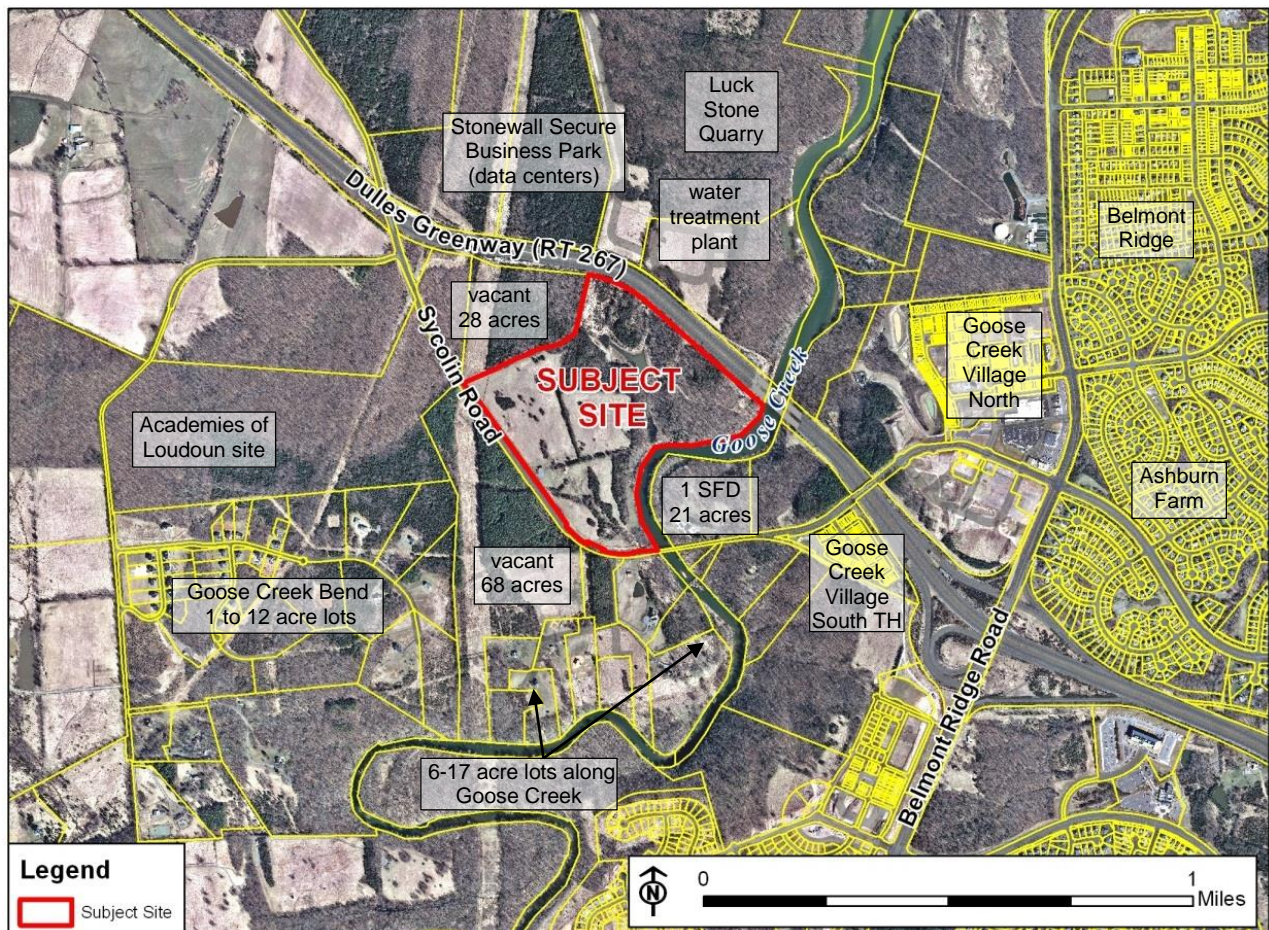 Luck
Stone
Quarry
Stonewall Secure
Business Park
(data centers)
water
treatment
plant
Belmont
Ridge
Dulles Greenway (RT 267)
vacant
28 acres
Sycolin Road
SUBJECT
SITE
Goose Creek
Goose
Creek
Village
North
Academies of
Loudoun site
Ashburn
Farm
1 SFD
21 acres
vacant
68 acres
Goose
Creek
Village
South TH
Goose Creek Bend
1 to 12 acre lots
Belmont Ridge Road
6-17 acre lots along
Goose Creek
Legend
Subject Site
N
0
1
Miles